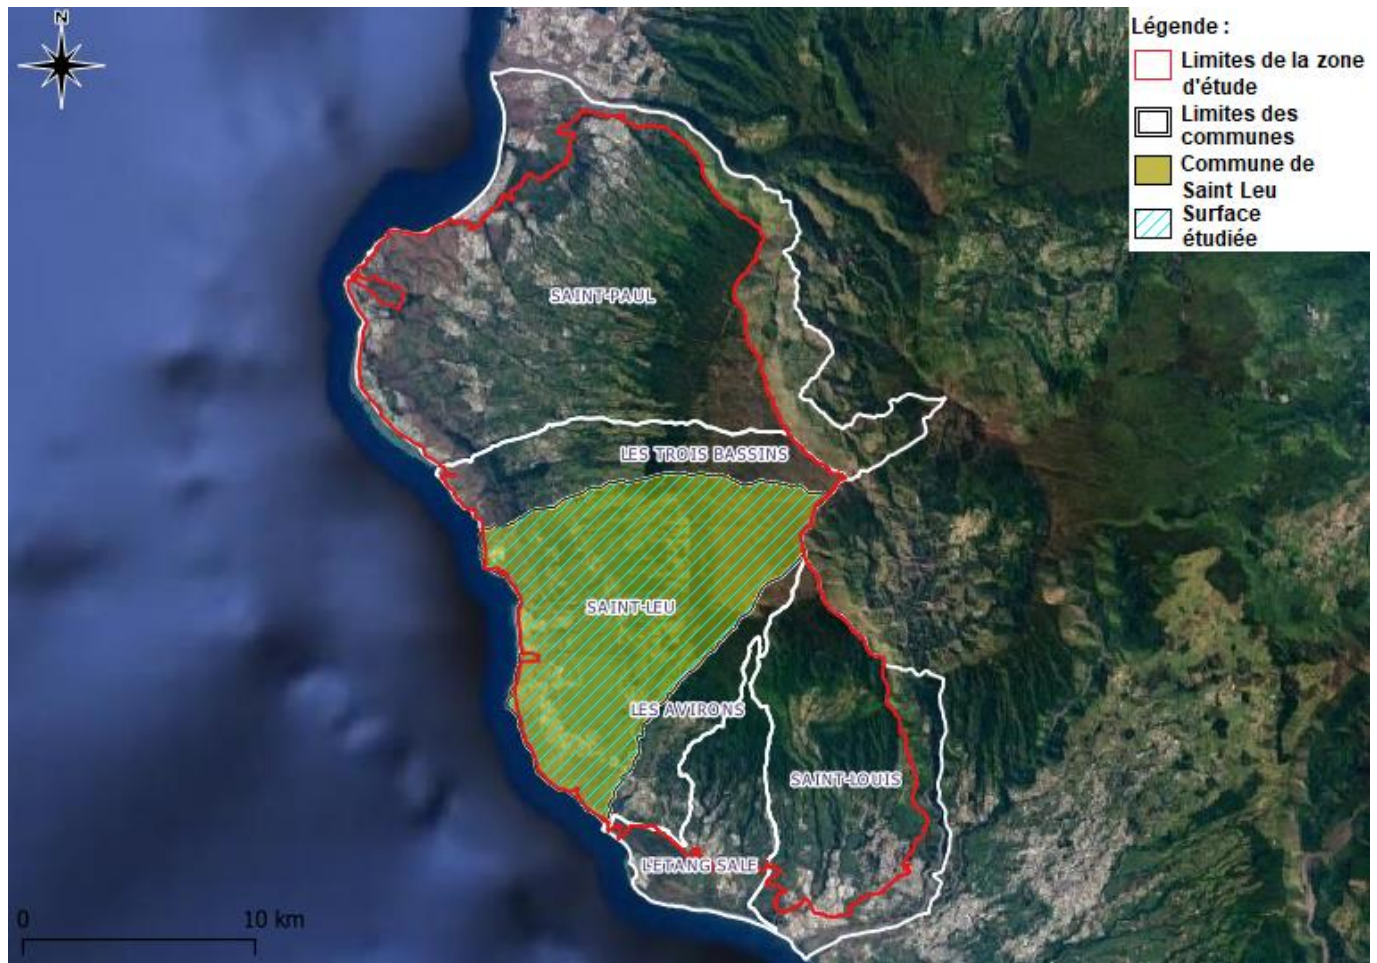 N
Légende :
Limites de la zone
d'étude
Limites des
communes
Commune de
Saint Leu
Surface
étudiée
SAINT-PAUL
LES TROIS BASSINS
SAINT-LEU
LES AVIRONS
SAINT-LOUIS
L'ETANG SALE
0 10 km